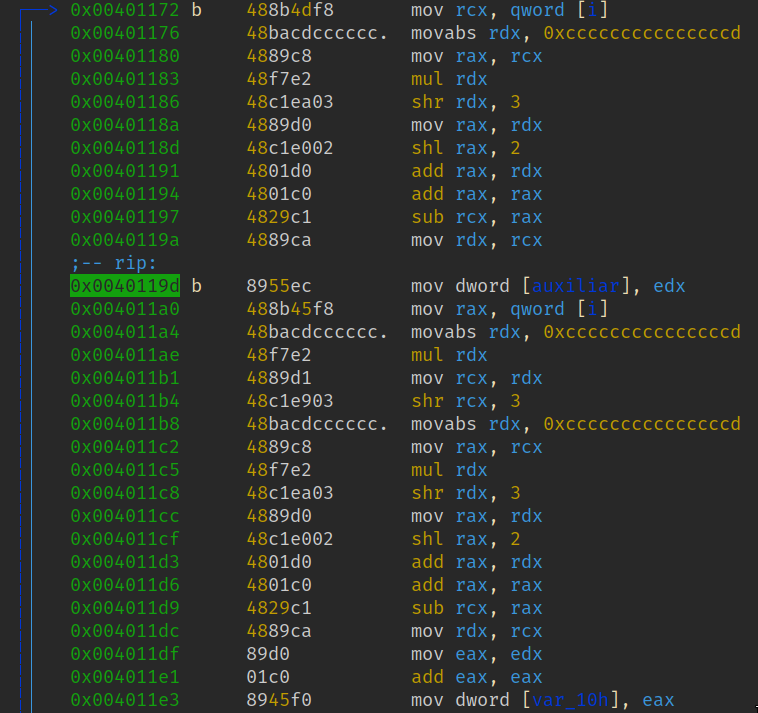 0x00401172 b 488b4df8 mov rcx, qword [i]
0x00401176 48bacdcccccc. movabs rdx, 0xcccccccccccccccd
0x00401180 4889c8 mov rax, rcx
0x00401183 48f7e2 mul rdx
0x00401186 48c1ea03 shr rdx, 3
0x0040118a 4889d0 mov rax, rdx
0x0040118d 48c1e002 shl rax, 2
0x00401191 4801d0 add rax, rdx
0x00401194 4801c0 add rax, rax
0x00401197 4829c1 sub rcx, rax
0x0040119a 4889ca mov rdx, rcx
;-- rip:
0x0040119d b 8955ec mov dword [auxiliar], edx
0x004011a0 488b45f8 mov rax, qword [i]
0x004011a4 48bacdcccccc. movabs rdx, 0xcccccccccccccccd
0x004011ae 48f7e2 mul rdx
0x004011b1 4889d1 mov rcx, rdx
0x004011b4 48c1e903 shr rcx, 3
0x004011b8 48bacdcccccc. movabs rdx, 0xcccccccccccccccd
0x004011c2 4889c8 mov rax, rcx
0x004011c5 48f7e2 mul rdx
0x004011c8 48c1ea03 shr rdx, 3
0x004011cc 4889d0 mov rax, rdx
0x004011cf 48c1e002 shl rax, 2
0x004011d3 4801d0 add rax, rdx
0x004011d6 4801c0 add rax, rax
0x004011d9 4829c1 sub rcx, rax
0x004011dc 4889ca mov rdx, rcx
0x004011df 89d0 mov eax, edx
0x004011e1 01c0 add eax, eax
0x004011e3 8945f0 mov dword [var_10h], eax